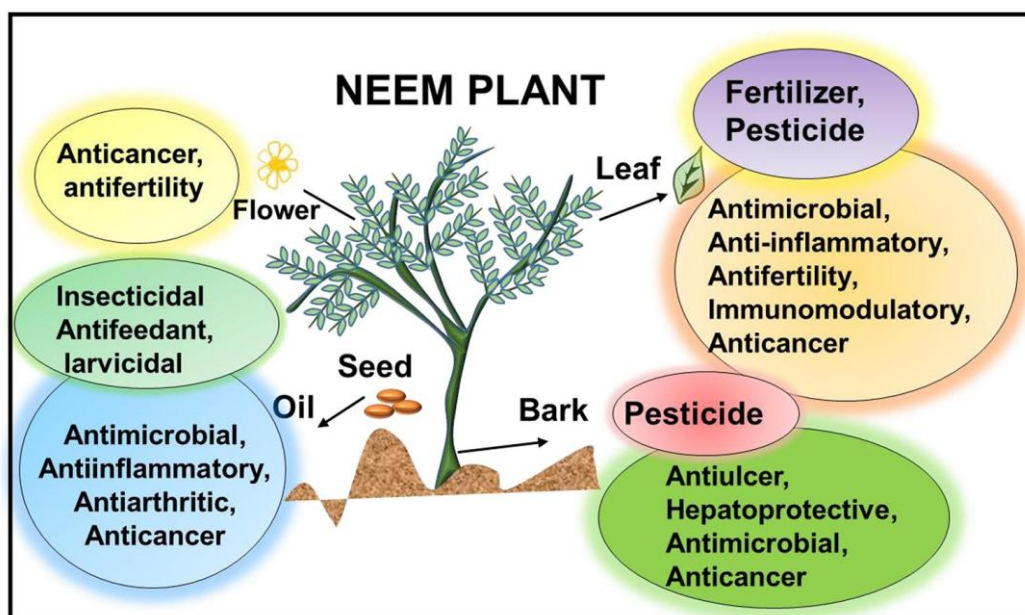 NEEM PLANT
Anticancer,
antifertility
Flower
Insecticidal
Antifeedant,
larvicidal
Seed
Oil
Antimicrobial,
Antiinflammatory,
Antiarthritic,
Anticancer
Leaf
Fertilizer,
Pesticide
Antimicrobial,
Anti-inflammatory,
Antifertility,
Immunomodulatory,
Anticancer
Bark
Pesticide
Antiulcer,
Hepatoprotective,
Antimicrobial,
Anticancer